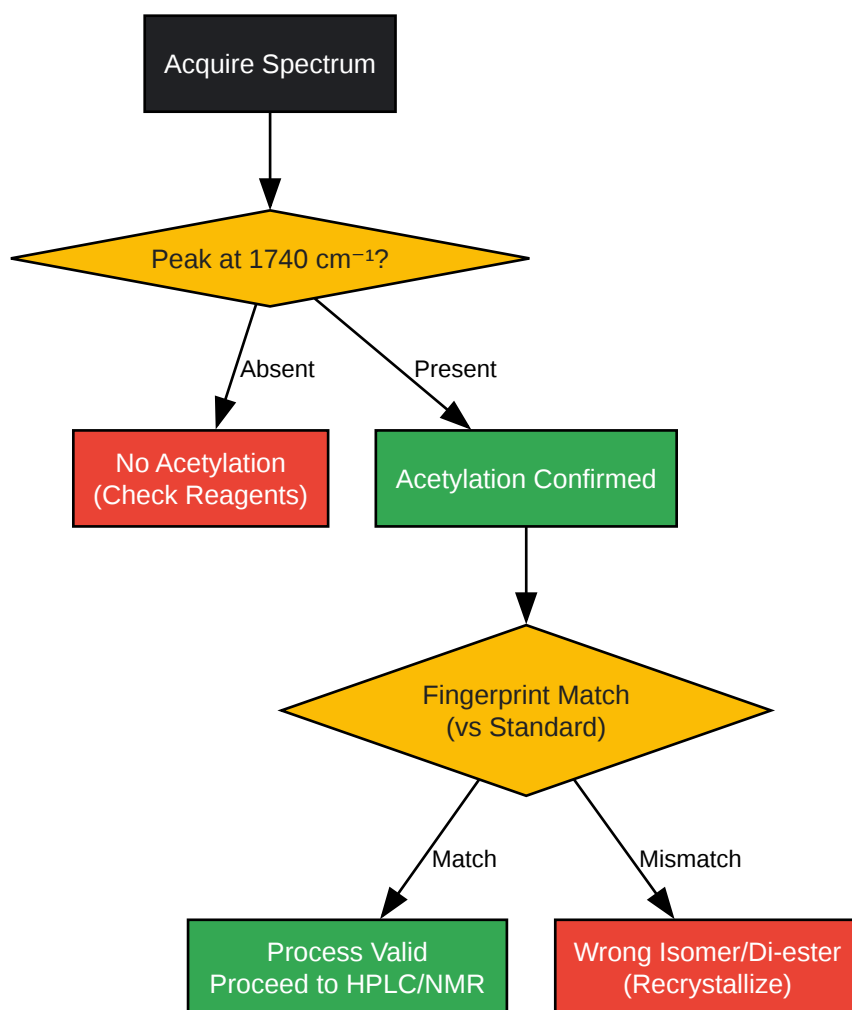 Acquire Spectrum
Peak at 1740 cm⁻¹?
Absent
Present
No Acetylation
(Check Reagents)
Acetylation Confirmed
Fingerprint Match
(vs Standard)
Match
Mismatch
Process Valid
Proceed to HPLC/NMR
Wrong Isomer/Di-ester
(Recrystallize)